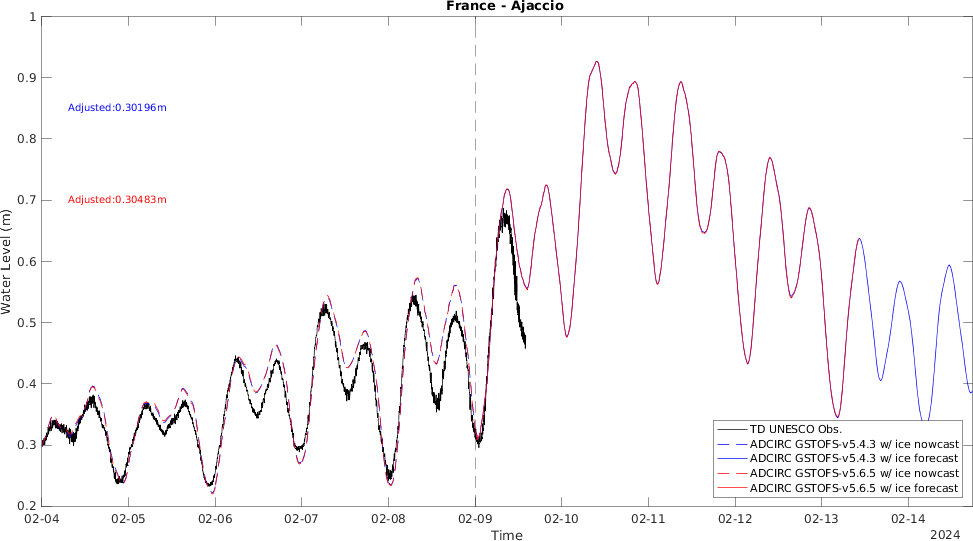 France - Ajaccio
1
0.9
0.8
0.7
0.6
0.5
0.4
0.3
0.2
Water Level (m)
Adjusted:0.30196m
Adjusted:0.30483m
TD UNESCO Obs.
ADCIRC GSTOFS-v5.4.3 w/ ice nowcast
ADCIRC GSTOFS-v5.4.3 w/ ice forecast
ADCIRC GSTOFS-v5.6.5 w/ ice nowcast
ADCIRC GSTOFS-v5.6.5 w/ ice forecast
02-04 02-05 02-06 02-07 02-08 02-09 02-10 02-11 02-12 02-13 02-14
Time
2024